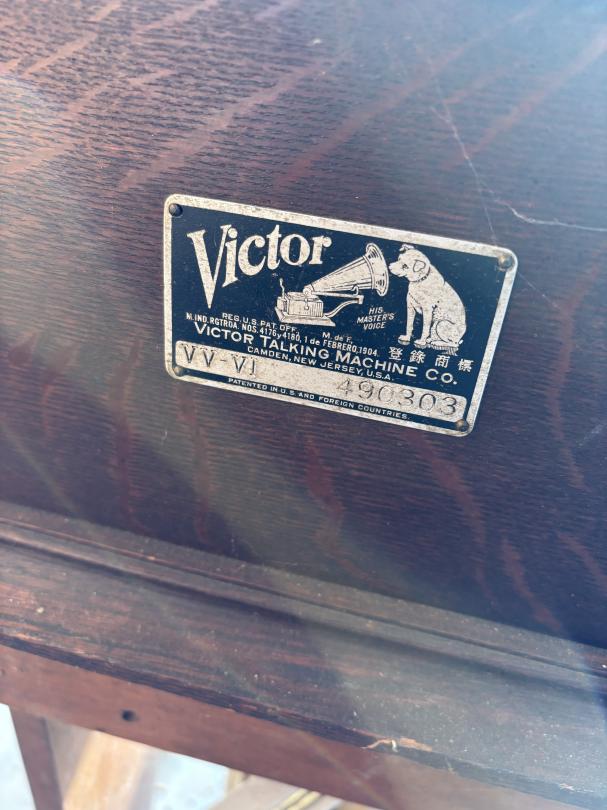 Victor
HIS
MASTER'S
VOICE
REG. U.S. PAT. OFF. M. de F.
M. IND. RGTRDA. NOS. 4176 y 4180, 1 de FEBRERO, 1904. 登錄商標
VICTOR TALKING MACHINE CO.
CAMDEN, NEW JERSEY, U.S.A.
VV-VI 490303
PATENTED IN U.S. AND FOREIGN COUNTRIES.